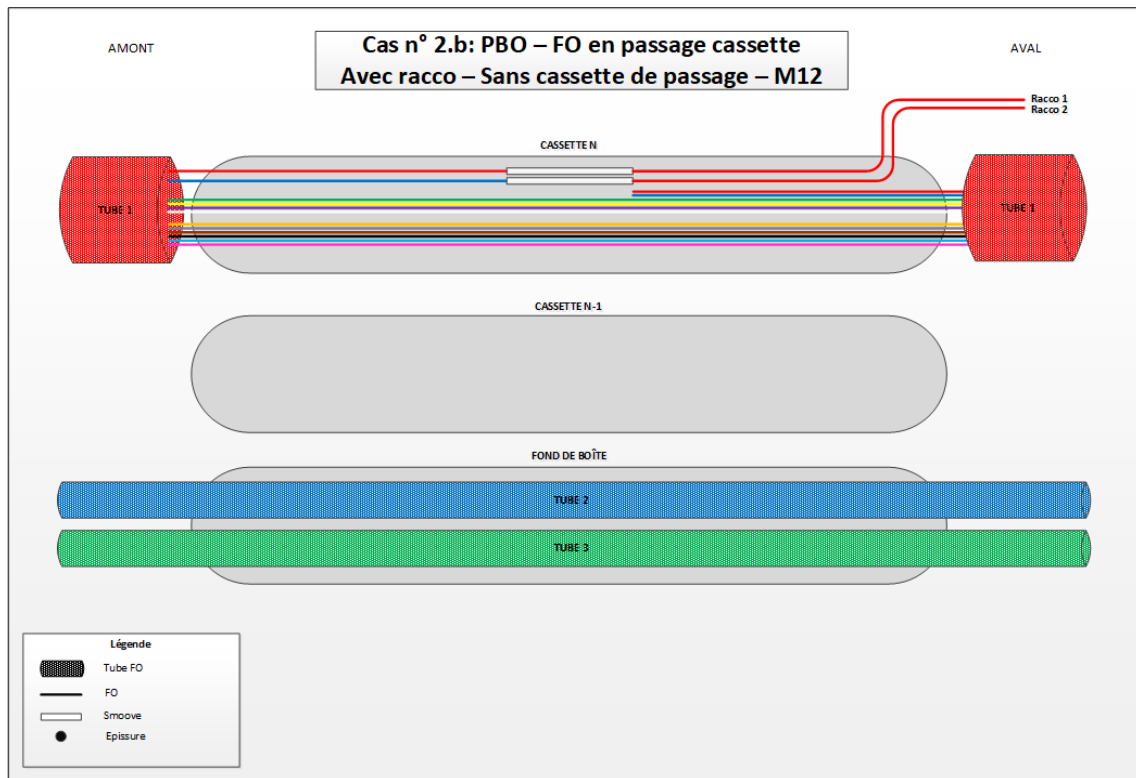 AMONT
Cas n° 2.b: PBO – FO en passage cassette
Avec racco – Sans cassette de passage – M12
AVAL
Racco 1
Racco 2
CASSETTE N
TUBE 1
TUBE 1
CASSETTE N-1
FOND DE BOÎTE
TUBE 2
TUBE 3
Légende
Tube FO
FO
Smoove
Epissure